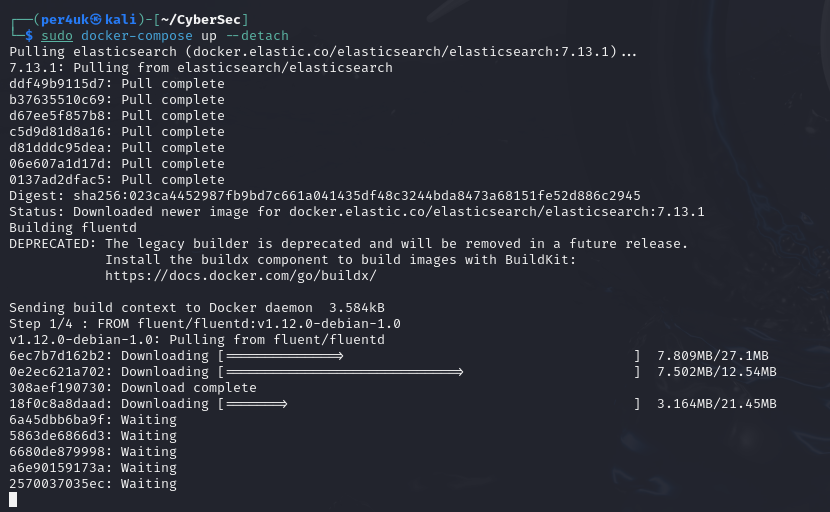 ┌──(per4uk㉿kali)-[~/CyberSec]
└─$ sudo docker-compose up --detach
Pulling elasticsearch (docker.elastic.co/elasticsearch/elasticsearch:7.13.1)...
7.13.1: Pulling from elasticsearch/elasticsearch
ddf49b9115d7: Pull complete
b37635510c69: Pull complete
d67ee5f857b8: Pull complete
c5d9d81d8a16: Pull complete
d81dddc95dea: Pull complete
06e607a1d17d: Pull complete
0137ad2dfac5: Pull complete
Digest: sha256:023ca4452987fb9bd7c661a041435df48c3244bda8473a68151fe52d886c2945
Status: Downloaded newer image for docker.elastic.co/elasticsearch/elasticsearch:7.13.1
Building fluentd
DEPRECATED: The legacy builder is deprecated and will be removed in a future release.
            Install the buildx component to build images with BuildKit:
            https://docs.docker.com/go/buildx/
Sending build context to Docker daemon  3.584kB
Step 1/4 : FROM fluent/fluentd:v1.12.0-debian-1.0
v1.12.0-debian-1.0: Pulling from fluent/fluentd
6ec7b7d162b2: Downloading [==============>                                    ]  7.809MB/27.1MB
0e2ec621a702: Downloading [=============================>                     ]  7.502MB/12.54MB
308aef190730: Download complete
18f0c8a8daad: Downloading [=======>                                           ]  3.164MB/21.45MB
6a45dbb6ba9f: Waiting
5863de6866d3: Waiting
6680de879998: Waiting
a6e90159173a: Waiting
2570037035ec: Waiting